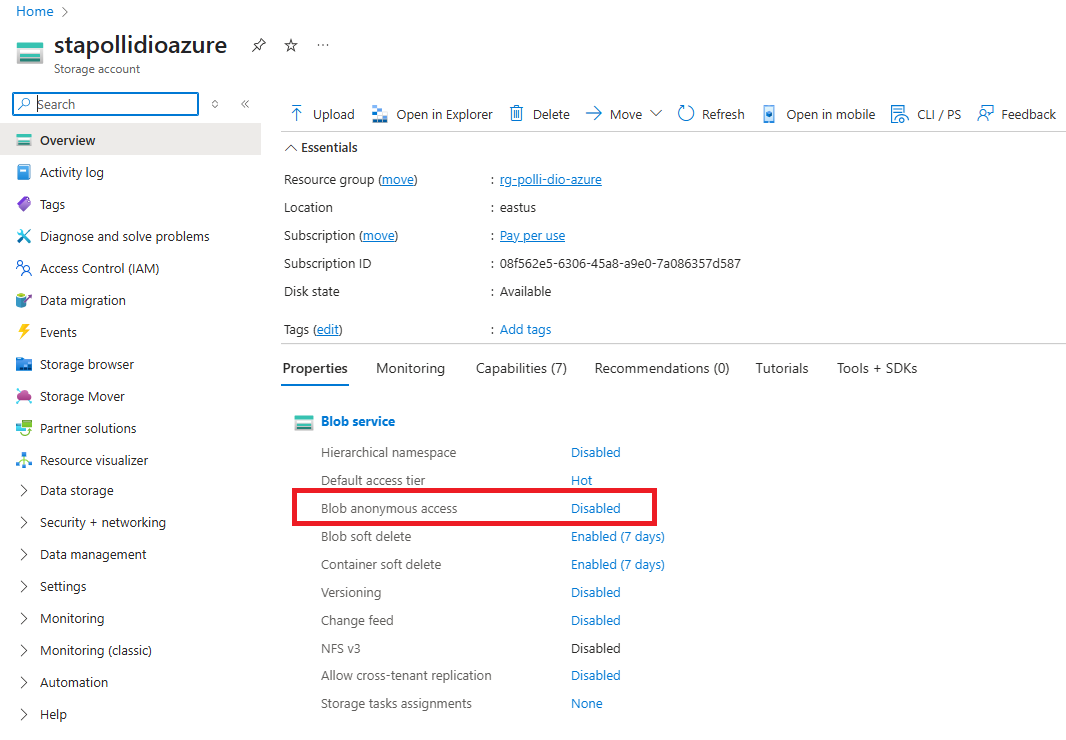 Home
stapollidioazure
Storage account
Search
Overview
Activity log
Tags
Diagnose and solve problems
Access Control (IAM)
Data migration
Events
Storage browser
Storage Mover
Partner solutions
Resource visualizer
Data storage
Security + networking
Data management
Settings
Monitoring
Monitoring (classic)
Automation
Help
Upload Open in Explorer Delete Move Refresh Open in mobile CLI / PS Feedback
Essentials
Resource group (move) : rg-polli-dio-azure
Location : eastus
Subscription (move) : Pay per use
Subscription ID : 08f562e5-6306-45a8-a9e0-7a086357d587
Disk state : Available
Tags (edit) : Add tags
Properties Monitoring Capabilities (7) Recommendations (0) Tutorials Tools + SDKs
Blob service
Hierarchical namespace Disabled
Default access tier Hot
Blob anonymous access Disabled
Blob soft delete Enabled (7 days)
Container soft delete Enabled (7 days)
Versioning Disabled
Change feed Disabled
NFS v3 Disabled
Allow cross-tenant replication Disabled
Storage tasks assignments None